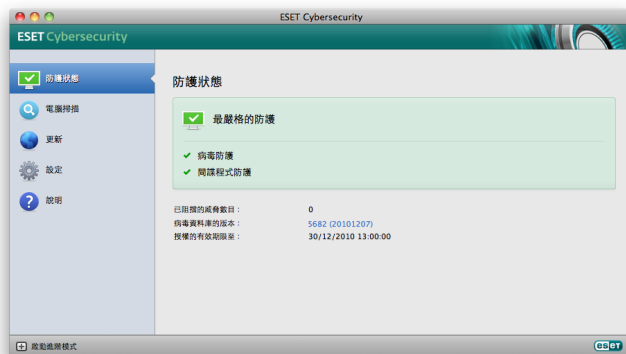 ESET Cybersecurity
ESET Cybersecurity
防護狀態
電腦掃描
更新
設定
說明
防護狀態
最嚴格的防護
病毒防護
間諜程式防護
已阻擋的威脅數目： 0
病毒資料庫的版本： 5682 (20101207)
授權的有效期限至： 30/12/2010 13:00:00
啟動進階模式
eset